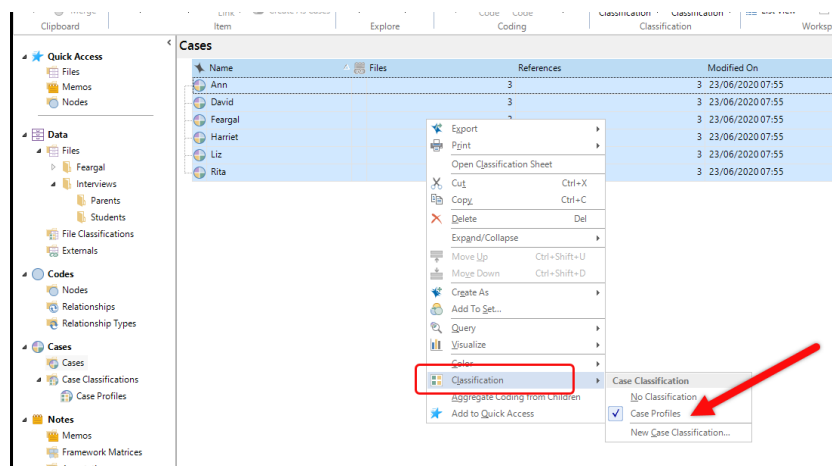 Merge
Link
Create As Cases
Code
Code
Classification
Classification
List View
Clipboard
Item
Explore
Coding
Classification
Worksp
Quick Access
Files
Memos
Nodes
Data
Files
Feargal
Interviews
Parents
Students
File Classifications
Externals
Codes
Nodes
Relationships
Relationship Types
Cases
Cases
Case Classifications
Case Profiles
Notes
Memos
Framework Matrices
Cases
Name Files References Modified On
Ann 3 3 23/06/2020 07:55
David 3 3 23/06/2020 07:55
Feargal 3 23/06/2020 07:55
Harriet 3 23/06/2020 07:55
Liz 3 23/06/2020 07:55
Rita 3 23/06/2020 07:55
Export
Print
Open Classification Sheet
Cut Ctrl+X
Copy Ctrl+C
Delete Del
Expand/Collapse
Move Up Ctrl+Shift+U
Move Down Ctrl+Shift+D
Create As
Add To Set...
Query
Visualize
Color
Classification
Aggregate Coding from Children
Add to Quick Access
Case Classification
No Classification
Case Profiles
New Case Classification...